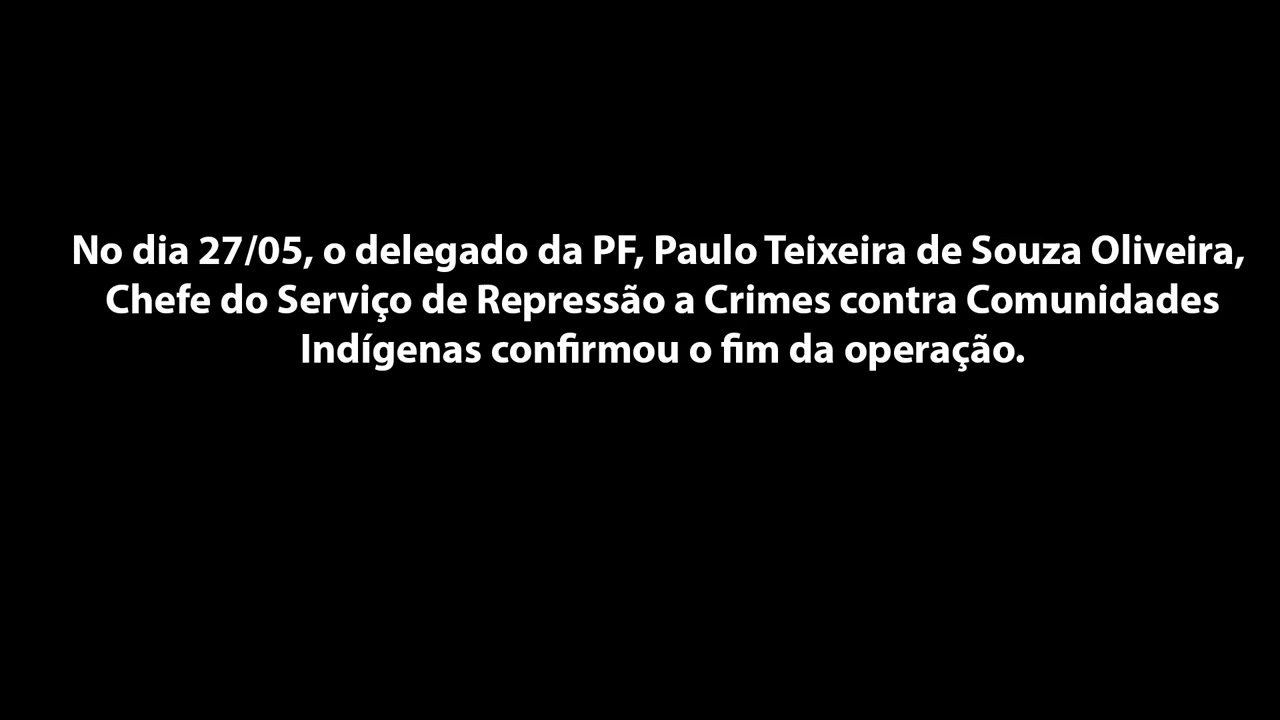 No dia 27/05, o delegado da PF, Paulo Teixeira de Souza Oliveira,
Chefe do Serviço de Repressão a Crimes contra Comunidades
Indígenas confirmou o fim da operação.